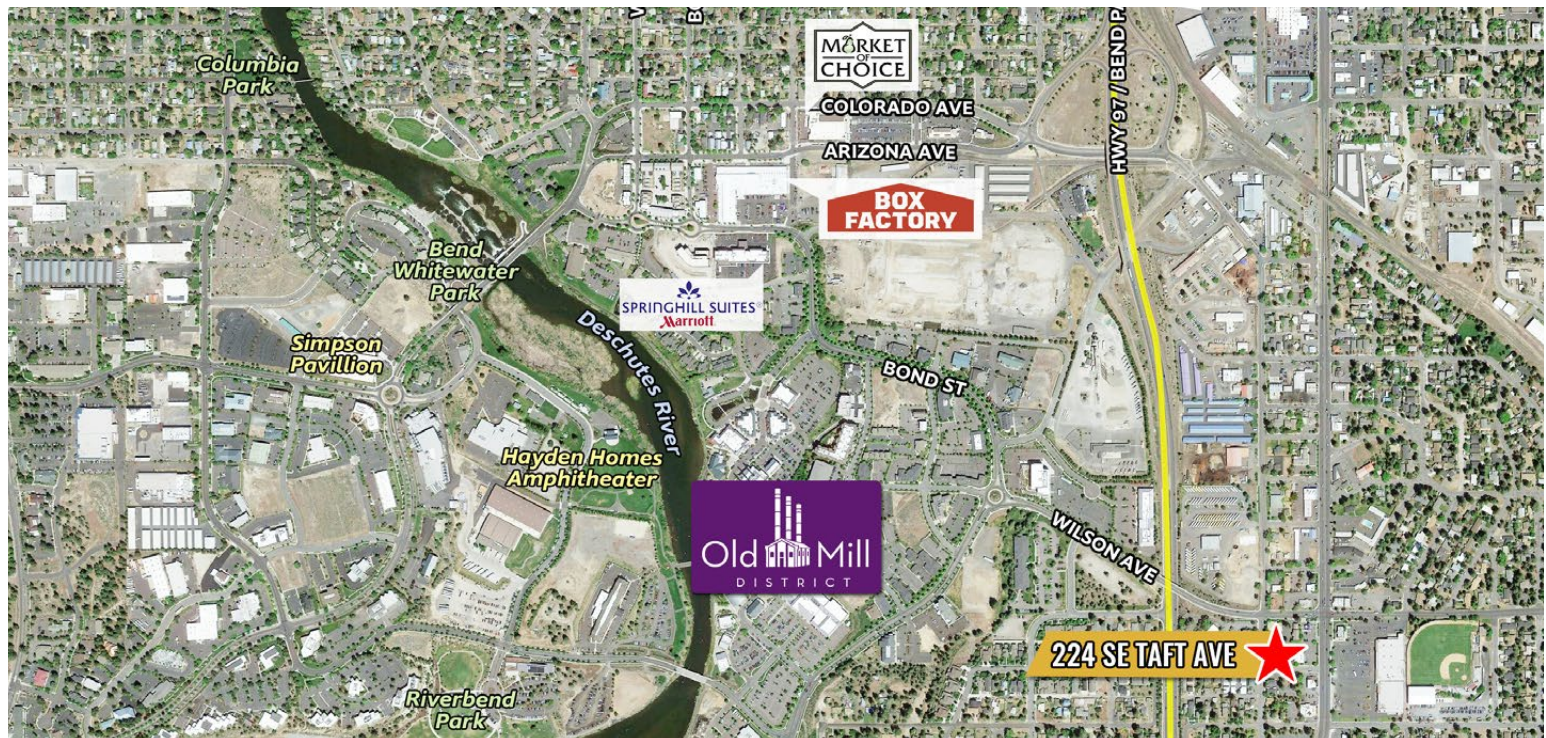 Columbia
Park
MARKET
OF
CHOICE
COLORADO AVE
ARIZONA AVE
HWY 97 / BEND PA
BOX
FACTORY
Bend
Whitewater
Park
SPRINGHILL SUITES
Marriott
Deschutes River
Simpson
Pavillion
BOND ST
Hayden Homes
Amphitheater
Old Mill
DISTRICT
WILSON AVE
224 SE TAFT AVE
Riverbend
Park